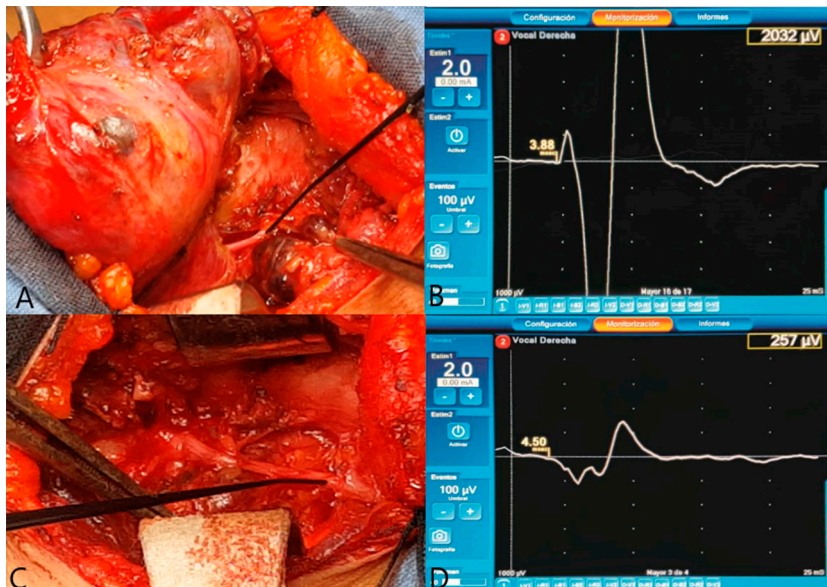 A
Configuración Monitorización Informes
Estim1
2.0
0.00 mA
- +
Estim2
Activar
Eventos
100 µV
Umbral
- +
Fotografía
2 Vocal Derecha
2032 µV
3.88
msec
1000 µV
Mayor 16 de 17
25 mS
B
C
Configuración Monitorización Informes
Estim1
2.0
0.00 mA
- +
Estim2
Activar
Eventos
100 µV
Umbral
- +
Fotografía
2 Vocal Derecha
257 µV
4.50
msec
1000 µV
Mayor 3 de 4
25 mS
D